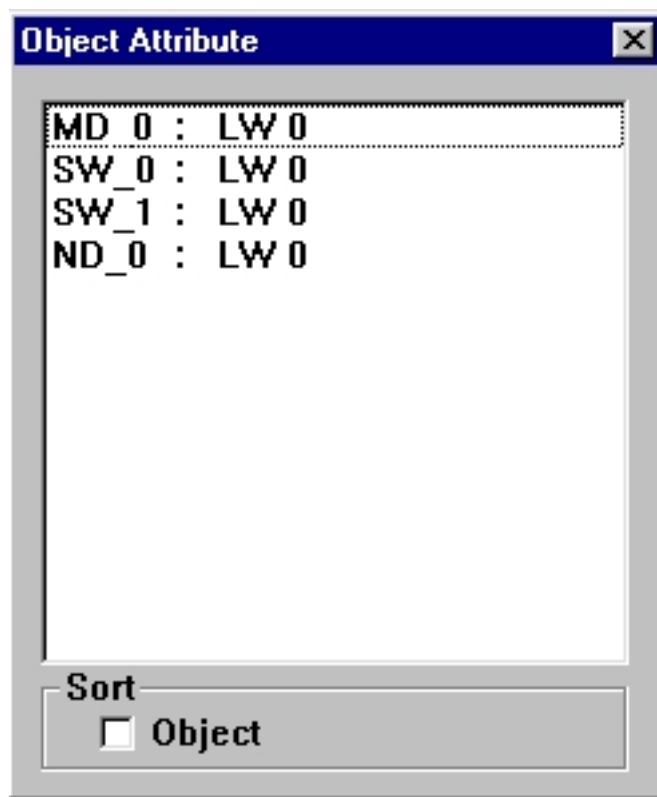 Object Attribute
MD_0 : LW 0
SW_0 : LW 0
SW_1 : LW 0
ND_0 : LW 0
Sort
Object